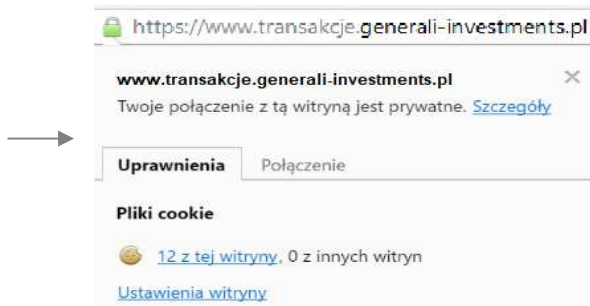 https://www.transakcje.generali-investments.pl
www.transakcje.generali-investments.pl
Twoje połączenie z tą witryną jest prywatne. Szczegóły
Uprawnienia Połączenie
Pliki cookie
12 z tej witryny, 0 z innych witryn
Ustawienia witryny